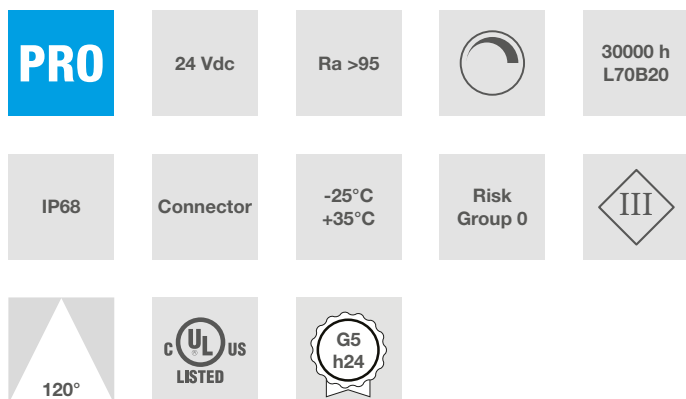 PRO
24 Vdc
Ra >95
30000 h
L70B20
IP68
Connector
-25°C
+35°C
Risk
Group 0
III
120°
C UL ® US
LISTED
G5
h24